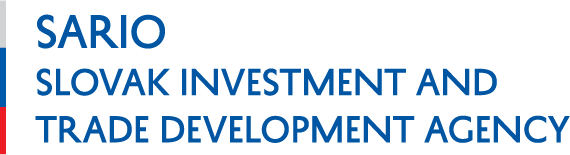 SARIO
SLOVAK INVESTMENT AND
TRADE DEVELOPMENT AGENCY